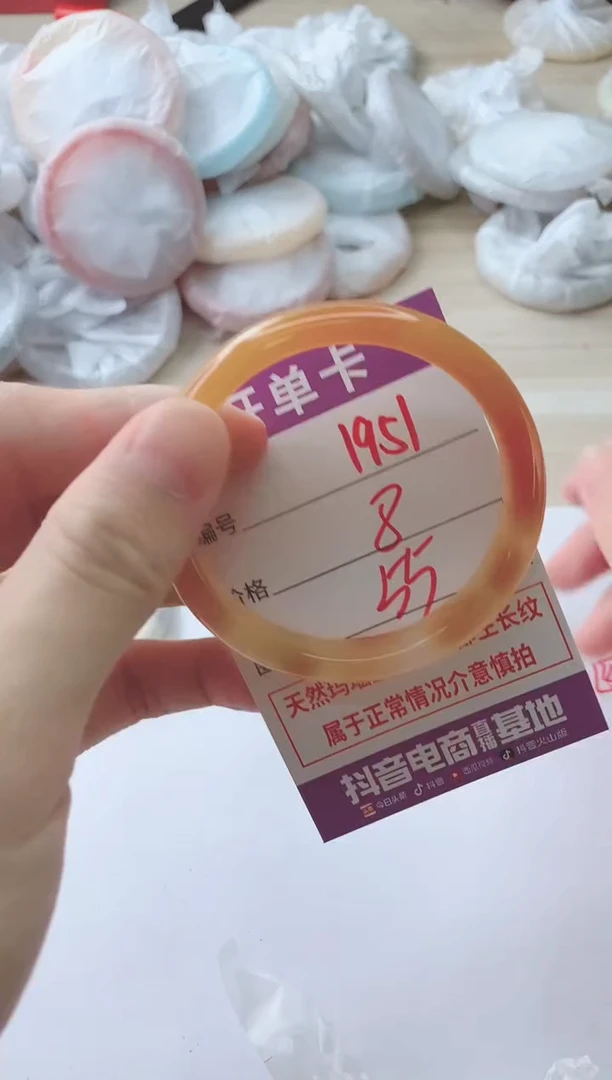 开单卡
1951
编号
8
价格
55
天然玛瑙
生长纹
属于正常情况介意慎拍
抖音电商直播基地
今日头条 抖音 西瓜视频 抖音火山版